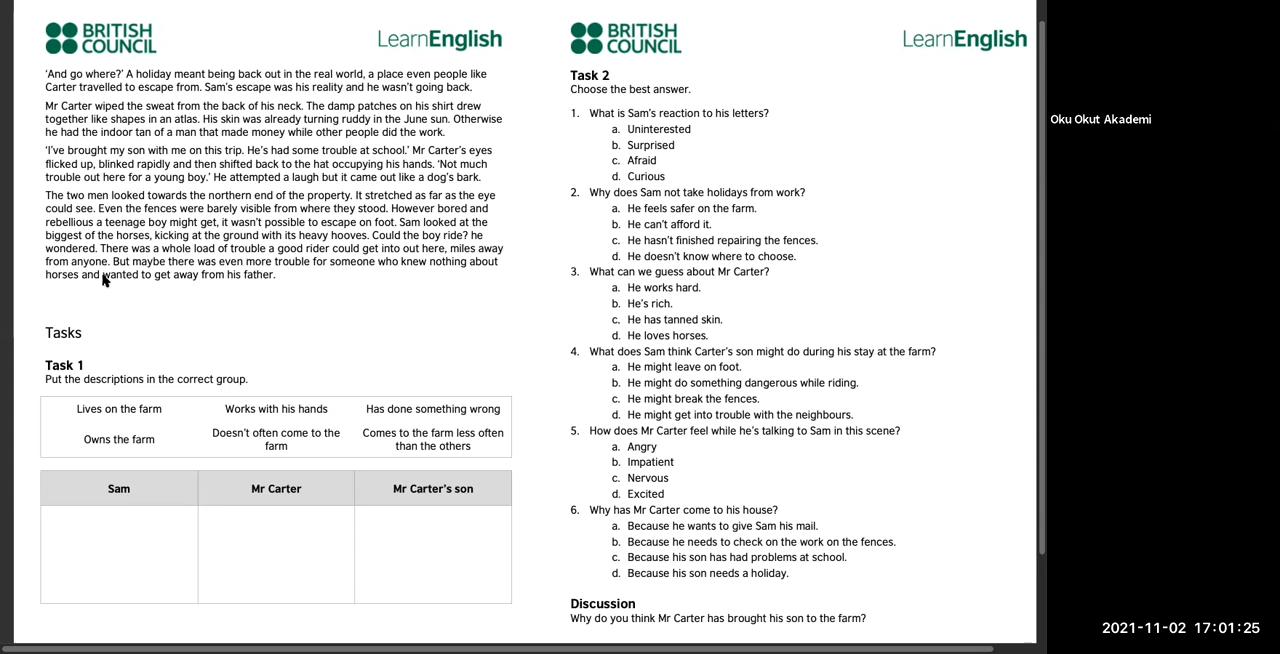 BRITISH
COUNCIL
LearnEnglish
‘And go where?’ A holiday meant being back out in the real world, a place even people like
Carter travelled to escape from. Sam’s escape was his reality and he wasn’t going back.
Mr Carter wiped the sweat from the back of his neck. The damp patches on his shirt drew
together like shapes in an atlas. His skin was already turning ruddy in the June sun. Otherwise
he had the indoor tan of a man that made money while other people did the work.
‘I’ve brought my son with me on this trip. He’s had some trouble at school.’ Mr Carter’s eyes
flicked up, blinked rapidly and then shifted back to the hat occupying his hands. ‘Not much
trouble out here for a young boy.’ He attempted a laugh but it came out like a dog’s bark.
The two men looked towards the northern end of the property. It stretched as far as the eye
could see. Even the fences were barely visible from where they stood. However bored and
rebellious a teenage boy might get, it wasn’t possible to escape on foot. Sam looked at the
biggest of the horses, kicking at the ground with its heavy hooves. Could the boy ride? he
wondered. There was a whole load of trouble a good rider could get into out here, miles away
from anyone. But maybe there was even more trouble for someone who knew nothing about
horses and wanted to get away from his father.
Tasks
Task 1
Put the descriptions in the correct group.
Lives on the farm
Works with his hands
Has done something wrong
Owns the farm
Doesn’t often come to the
farm
Comes to the farm less often
than the others
Sam
Mr Carter
Mr Carter’s son
BRITISH
COUNCIL
LearnEnglish
Task 2
Choose the best answer.
1. What is Sam’s reaction to his letters?
a. Uninterested
b. Surprised
c. Afraid
d. Curious
2. Why does Sam not take holidays from work?
a. He feels safer on the farm.
b. He can’t afford it.
c. He hasn’t finished repairing the fences.
d. He doesn’t know where to choose.
3. What can we guess about Mr Carter?
a. He works hard.
b. He’s rich.
c. He has tanned skin.
d. He loves horses.
4. What does Sam think Carter’s son might do during his stay at the farm?
a. He might leave on foot.
b. He might do something dangerous while riding.
c. He might break the fences.
d. He might get into trouble with the neighbours.
5. How does Mr Carter feel while he’s talking to Sam in this scene?
a. Angry
b. Impatient
c. Nervous
d. Excited
6. Why has Mr Carter come to his house?
a. Because he wants to give Sam his mail.
b. Because he needs to check on the work on the fences.
c. Because his son has had problems at school.
d. Because his son needs a holiday.
Discussion
Why do you think Mr Carter has brought his son to the farm?
Oku Okut Akademi
2021-11-02 17:01:25